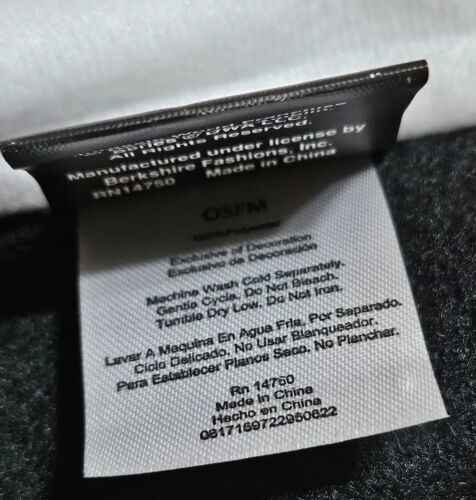 All Rights Reserved.
Manufactured under license by
Berkshire Fashions, Inc.
RN14750 Made in China
OSFM
100% Polyester
Exclusive of Decoration
Exclusivo de Decoración
Machine Wash Cold Separately.
Gentle Cycle. Do Not Bleach.
Tumble Dry Low. Do Not Iron.
Lavar A Maquina En Agua Fria, Por Separado.
Ciclo Delicado, No Usar Blanqueador.
Para Establecer Planos Seco. No Planchar.
Rn 14750
Made in China
Hecho en China
0817159722950622